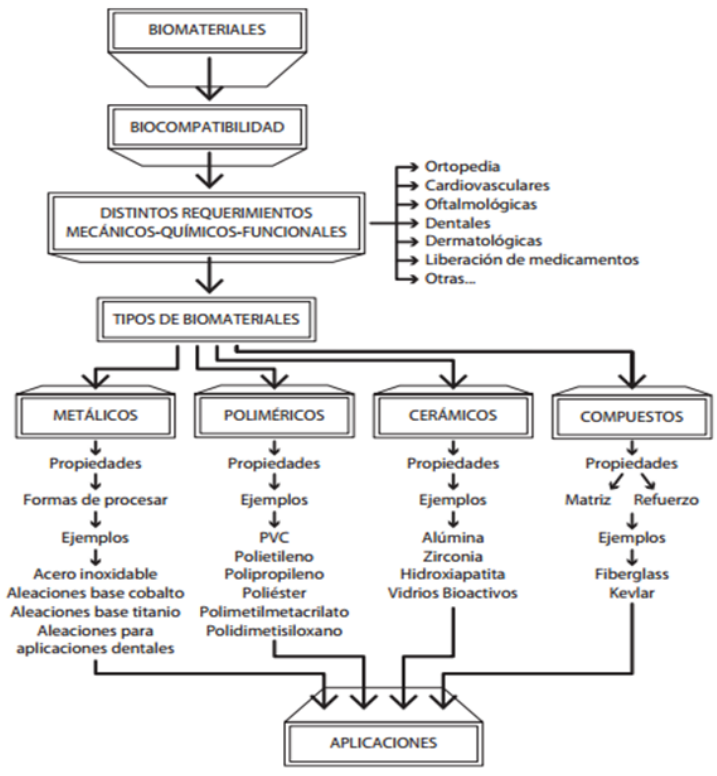 BIOMATERIALES
BIOCOMPATIBILIDAD
DISTINTOS REQUERIMIENTOS
MECÁNICOS-QUÍMICOS-FUNCIONALES
Ortopedia
Cardiovasculares
Oftalmológicas
Dentales
Dermatológicas
Liberación de medicamentos
Otras...
TIPOS DE BIOMATERIALES
METÁLICOS
Propiedades
Formas de procesar
Ejemplos
Acero inoxidable
Aleaciones base cobalto
Aleaciones base titanio
Aleaciones para
aplicaciones dentales
POLIMÉRICOS
Propiedades
Ejemplos
PVC
Polietileno
Polipropileno
Poliéster
Polimetilmetacrilato
Polidimetisiloxano
CERÁMICOS
Propiedades
Ejemplos
Alúmina
Zirconia
Hidroxiapatita
Vidrios Bioactivos
COMPUESTOS
Propiedades
Matriz Refuerzo
Ejemplos
Fiberglass
Kevlar
APLICACIONES